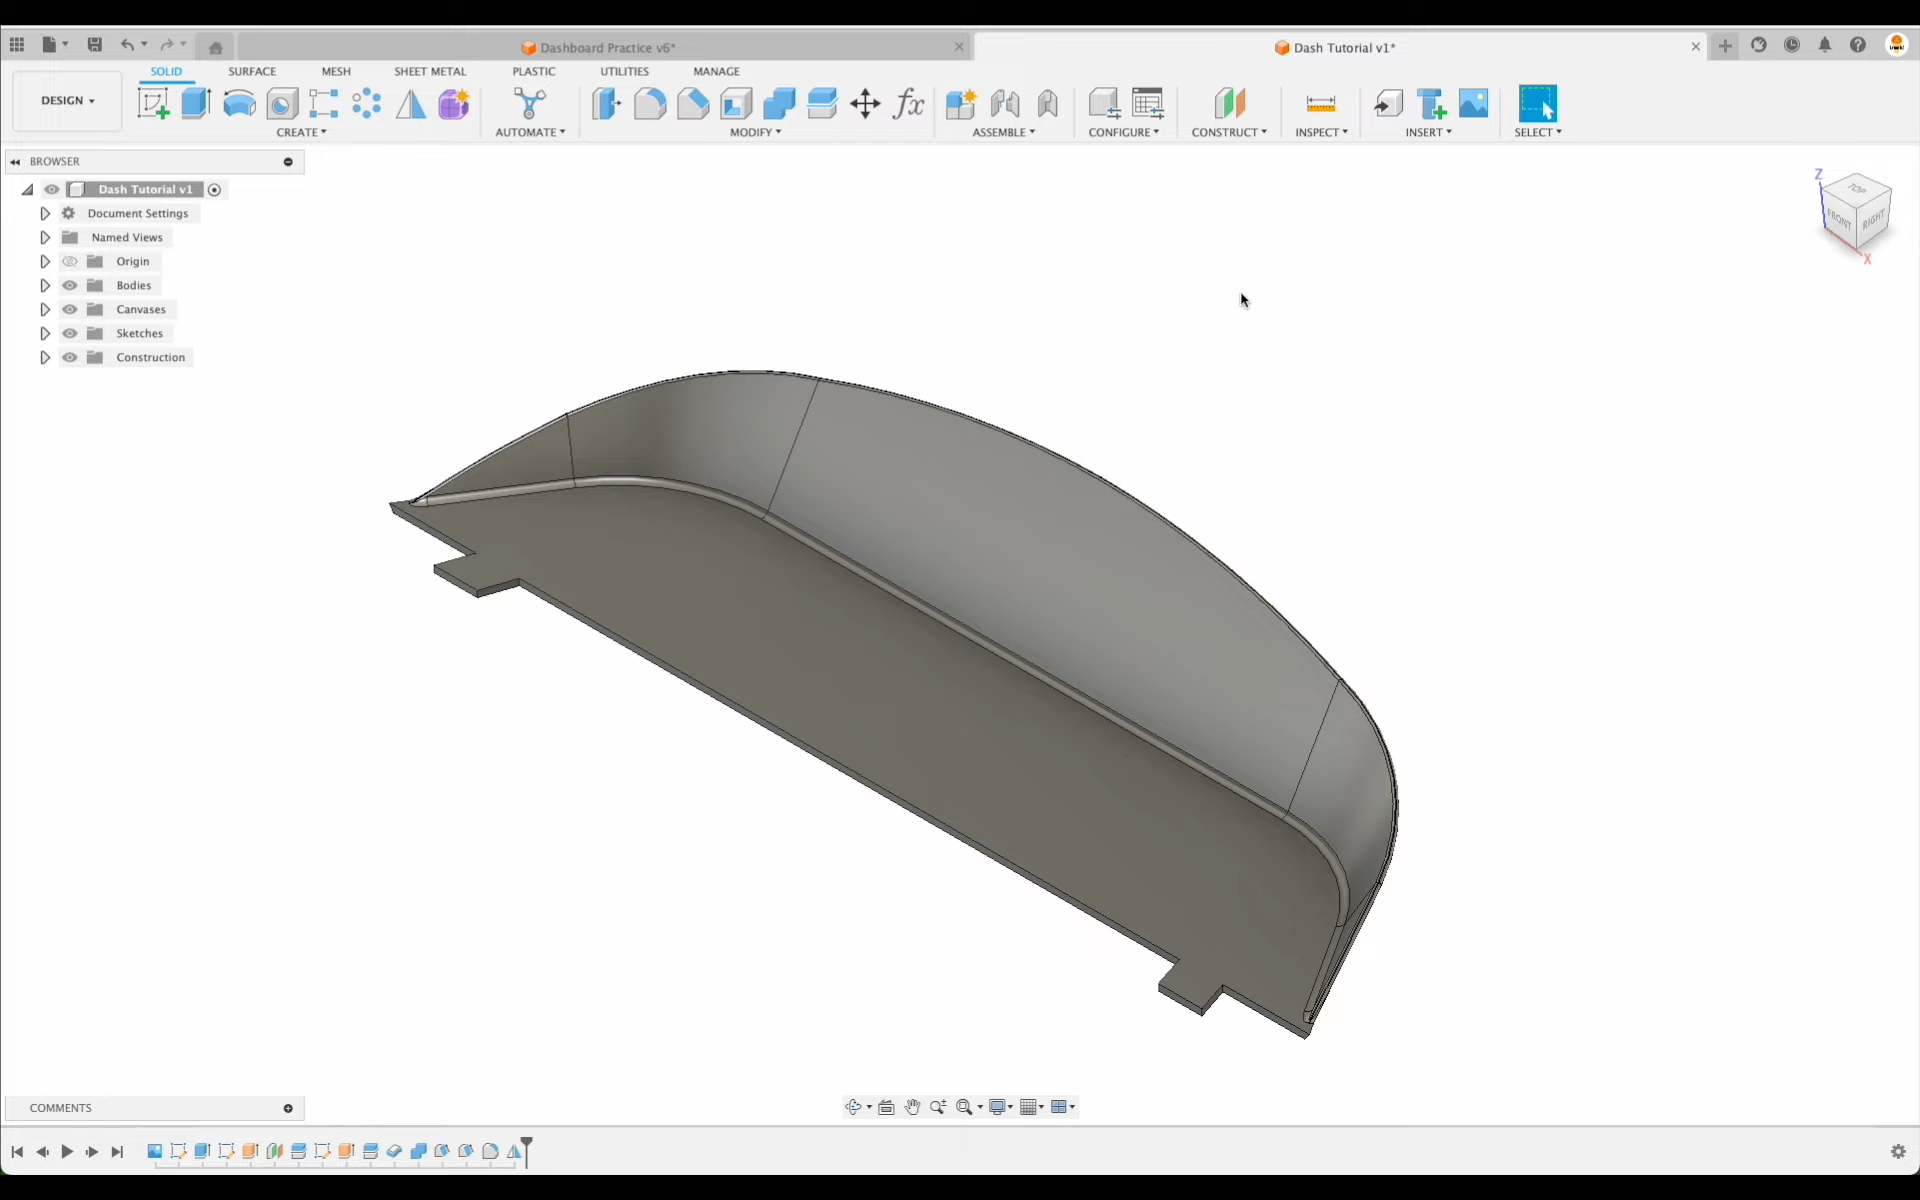 Dashboard Practice v6*
Dash Tutorial v1*
SOLID SURFACE MESH SHEET METAL PLASTIC UTILITIES MANAGE
DESIGN
CREATE AUTOMATE MODIFY ASSEMBLE CONFIGURE CONSTRUCT INSPECT INSERT SELECT
fx
BROWSER
Dash Tutorial v1
Document Settings
Named Views
Origin
Bodies
Canvases
Sketches
Construction
Z
TOP
FRONT RIGHT
X
COMMENTS